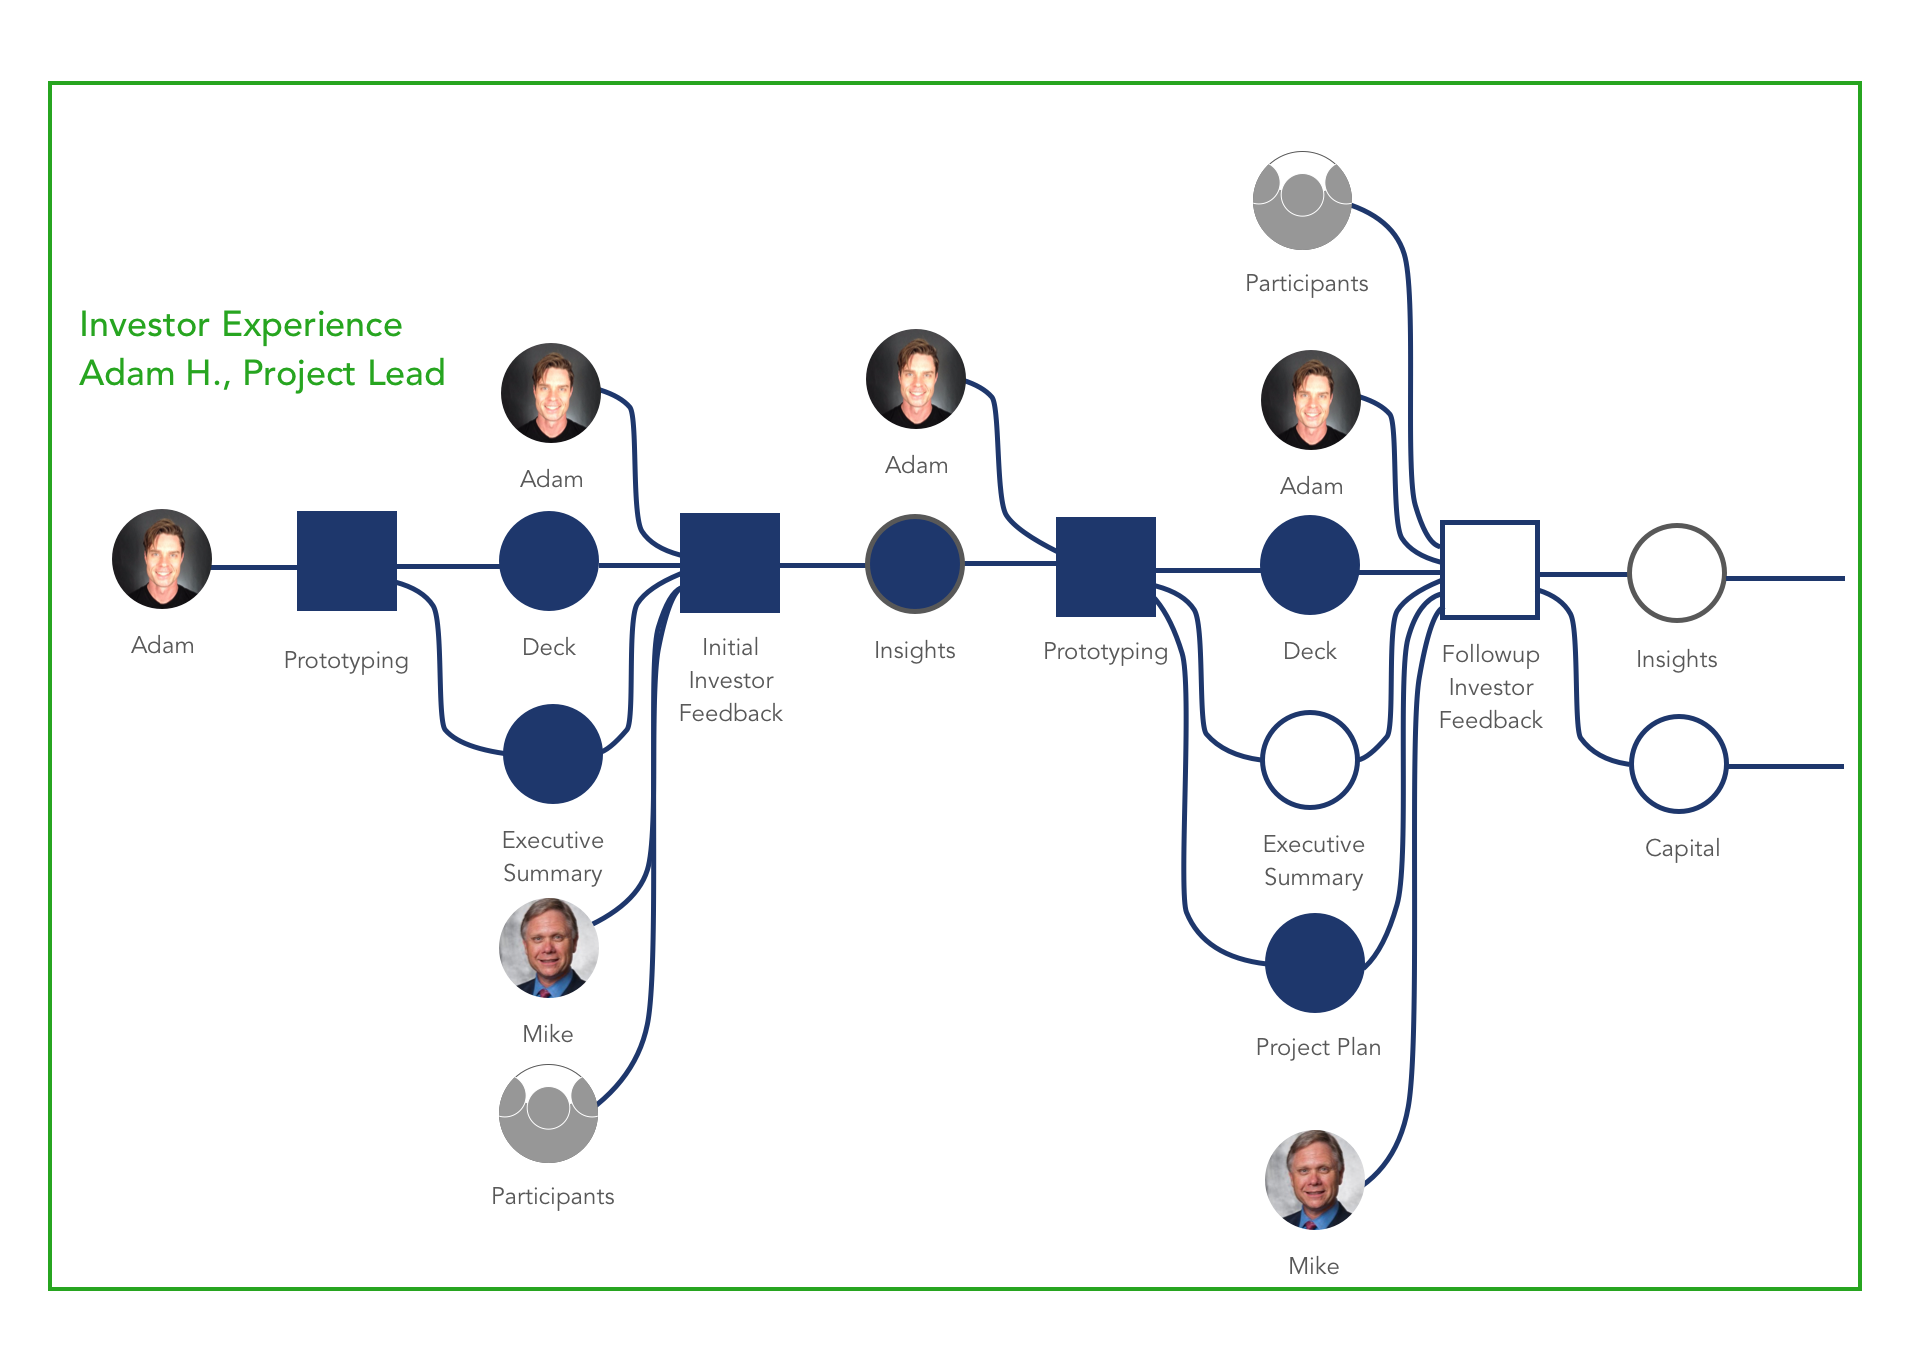 Participants
Investor Experience
Adam H., Project Lead
Adam
Adam
Adam
Adam
Prototyping
Deck
Initial
Investor
Feedback
Insights
Prototyping
Deck
Followup
Investor
Feedback
Insights
Executive
Summary
Executive
Summary
Capital
Mike
Project Plan
Participants
Mike